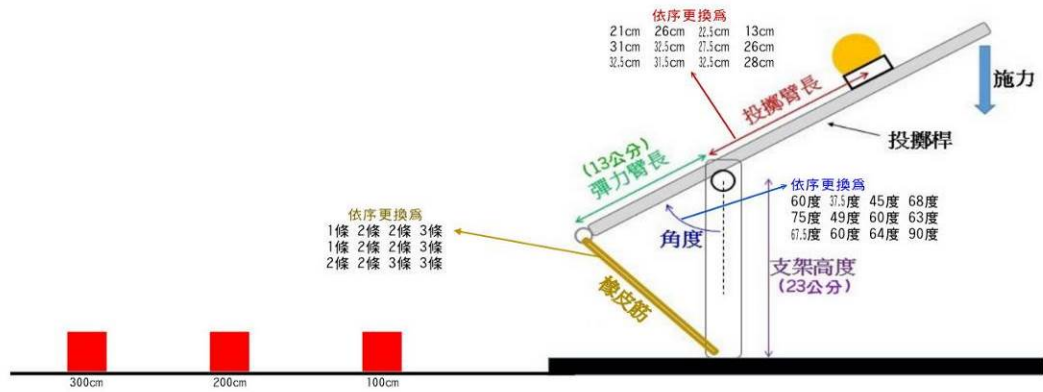 依序更換爲
21cm 26cm 22.5cm 13cm
31cm 32.5cm 27.5cm 26cm
32.5cm 31.5cm 32.5cm 28cm
投擲臂長
施力
投擲桿
(13公分)
彈力臂長
依序更換爲
60度 37.5度 45度 68度
75度 49度 60度 63度
67.5度 60度 64度 90度
角度
依序更換爲
1條 2條 2條 3條
1條 2條 2條 3條
2條 2條 3條 3條
支架高度
(23公分)
橡皮筋
300cm 200cm 100cm